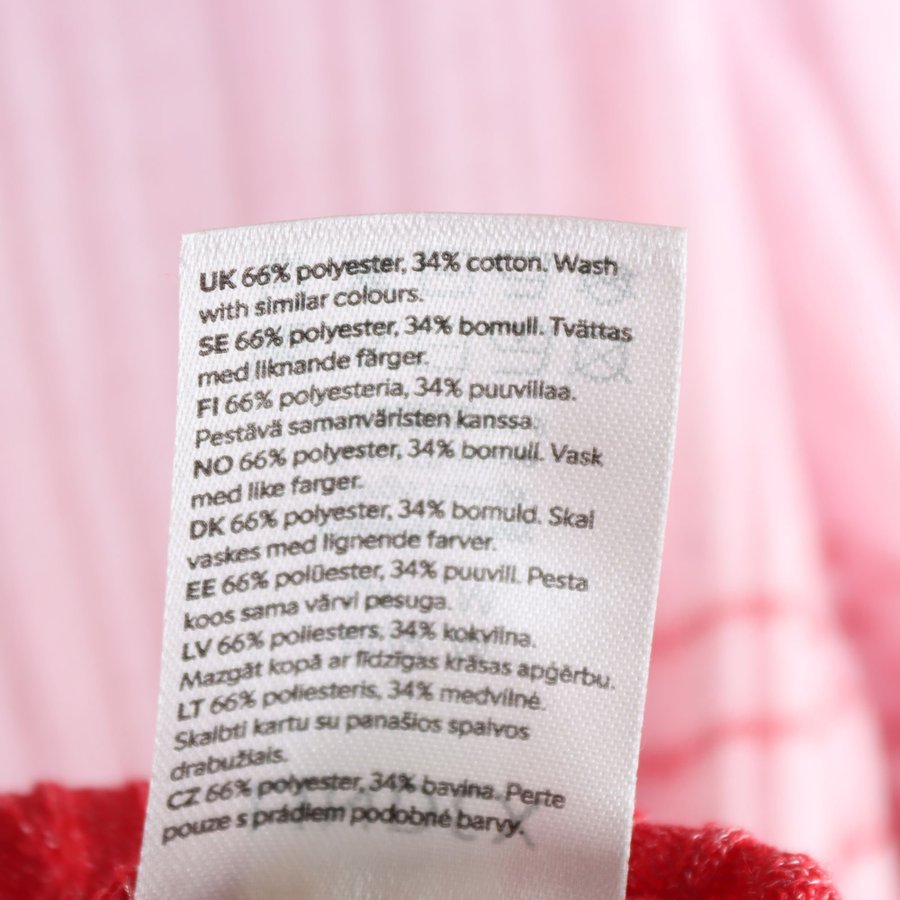 UK 66% polyester, 34% cotton. Wash
with similar colours.
SE 66% polyester, 34% bomull. Tvättas
med liknande färger.
FI 66% polyesteria, 34% puuvillaa.
Pestävä samanväristen kanssa.
NO 66% polyester, 34% bomull. Vask
med like farger.
DK 66% polyester, 34% bomuld. Skal
vaskes med lignende farver.
EE 66% polüester, 34% puuvill. Pesta
koos sama värvi pesuga.
LV 66% poliesters, 34% kokvilna.
Mazgāt kopā ar līdzīgas krāsas apģērbu.
LT 66% poliesteris, 34% medvilnė.
Skalbti kartu su panašios spalvos
drabužiais.
CZ 66% polyester, 34% bavlna. Perte
pouze s prádlem podobné barvy.